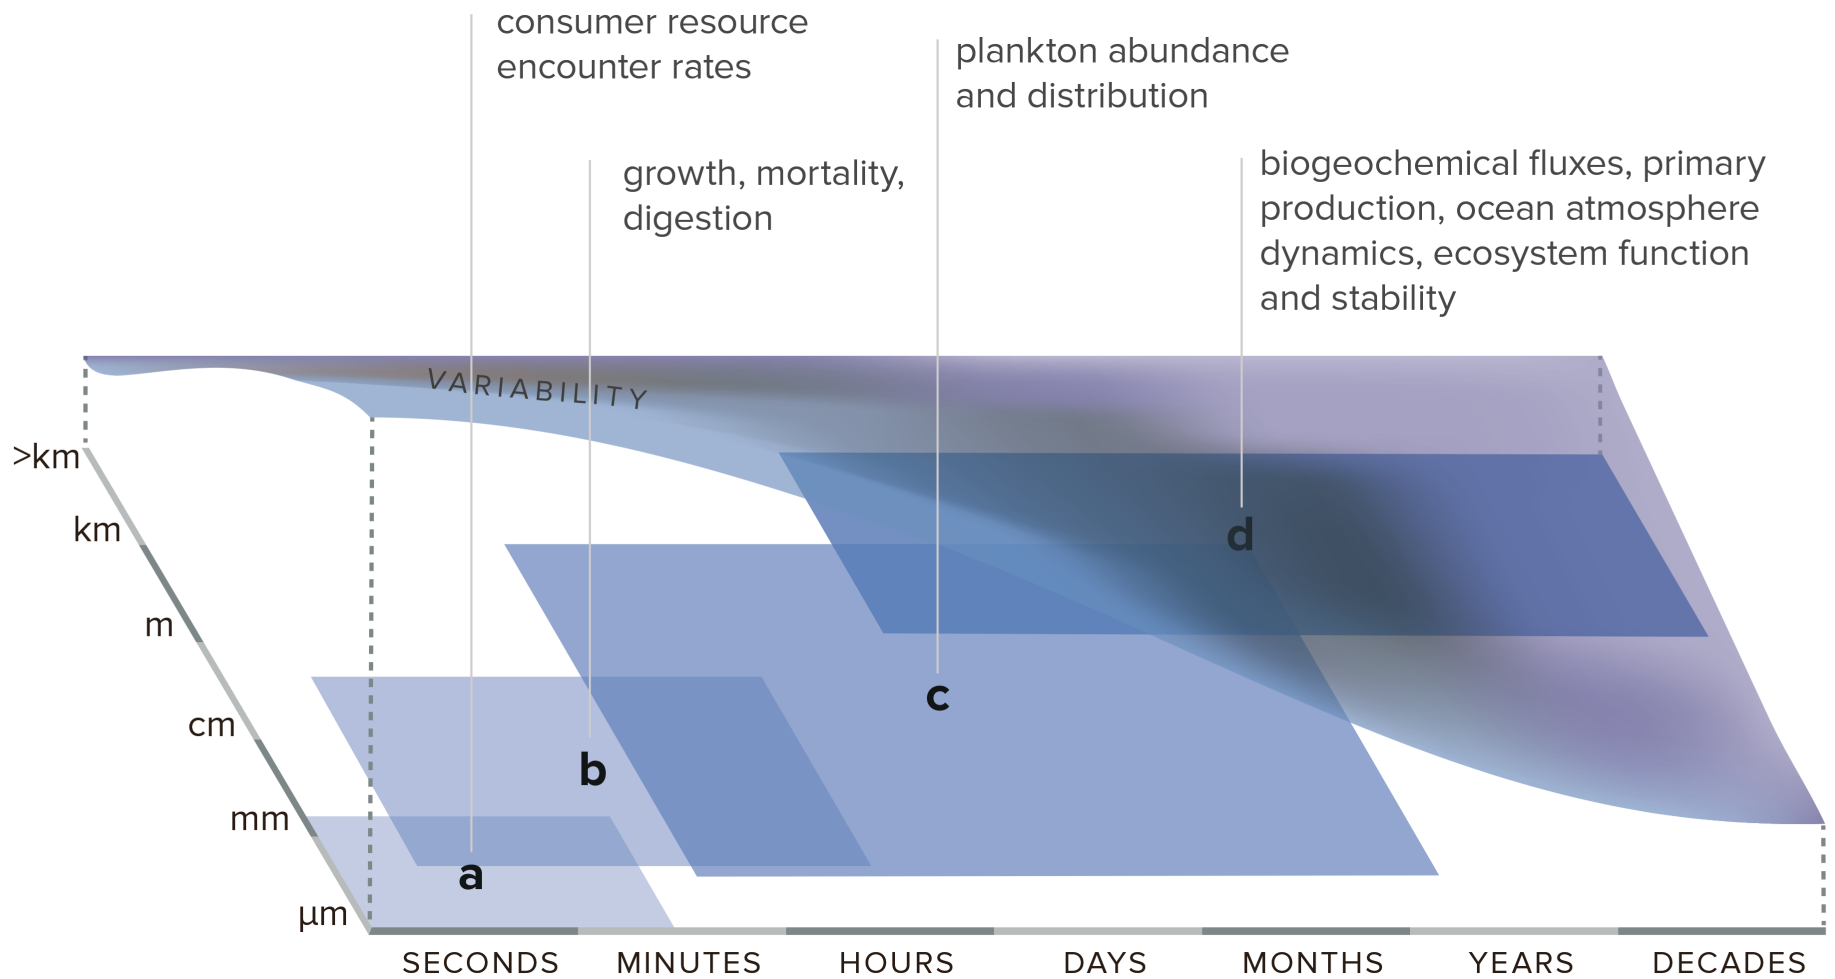 consumer resource
encounter rates
plankton abundance
and distribution
growth, mortality,
digestion
biogeochemical fluxes, primary
production, ocean atmosphere
dynamics, ecosystem function
and stability
VARIABILITY
>km
km
m
cm
mm
µm
d
c
b
a
SECONDS MINUTES HOURS DAYS MONTHS YEARS DECADES